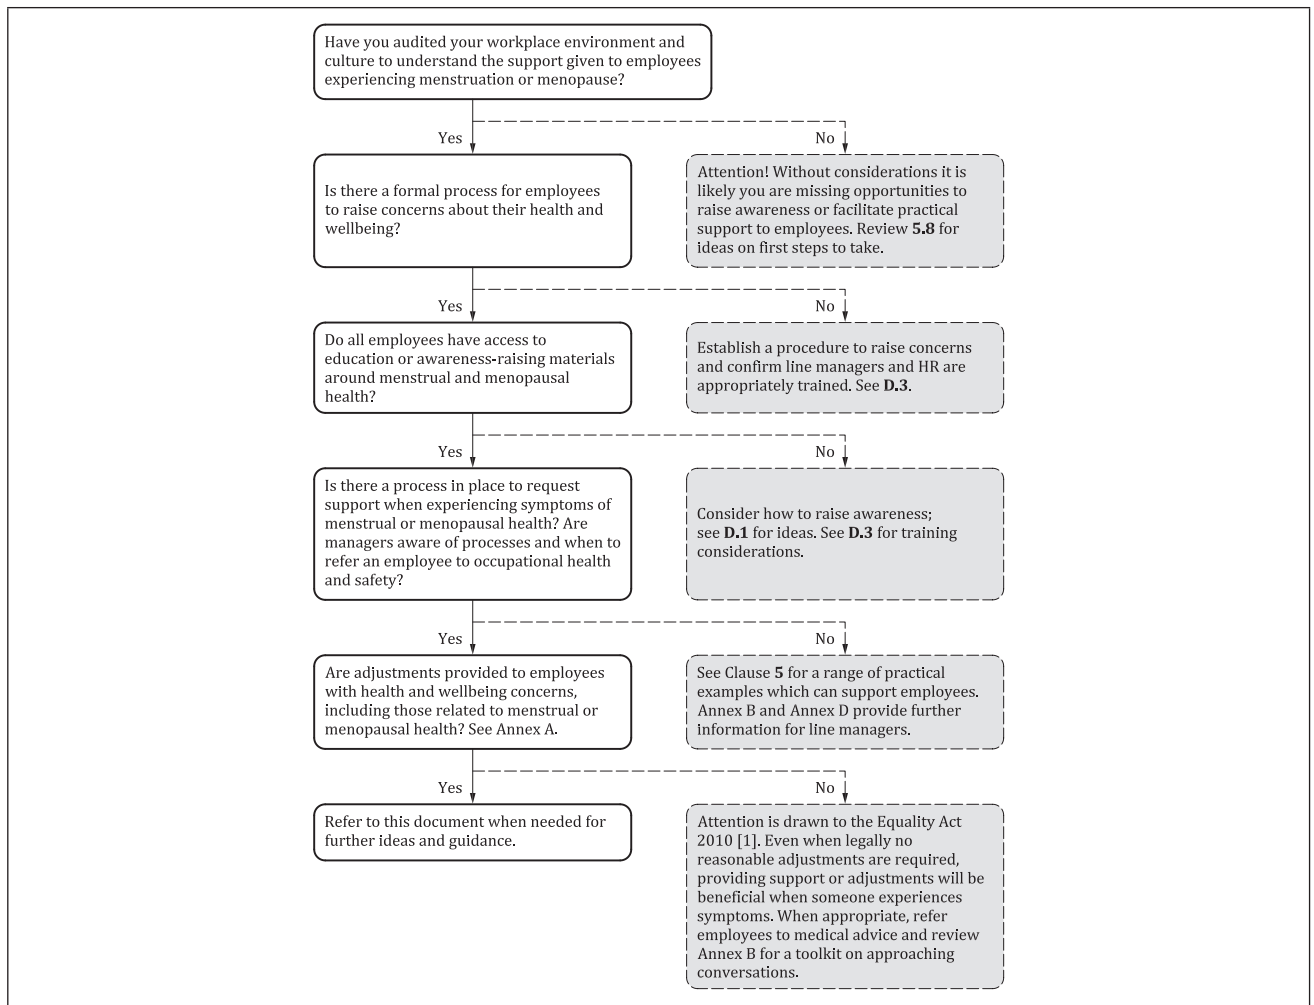 Have you audited your workplace environment and
culture to understand the support given to employees
experiencing menstruation or menopause?
Yes
No
Is there a formal process for employees
to raise concerns about their health and
wellbeing?
Attention! Without considerations it is
likely you are missing opportunities to
raise awareness or facilitate practical
support to employees. Review 5.8 for
ideas on first steps to take.
Yes
No
Do all employees have access to
education or awareness-raising materials
around menstrual and menopausal
health?
Establish a procedure to raise concerns
and confirm line managers and HR are
appropriately trained. See D.3.
Yes
No
Is there a process in place to request
support when experiencing symptoms of
menstrual or menopausal health? Are
managers aware of processes and when to
refer an employee to occupational health
and safety?
Consider how to raise awareness;
see D.1 for ideas. See D.3 for training
considerations.
Yes
No
Are adjustments provided to employees
with health and wellbeing concerns,
including those related to menstrual or
menopausal health? See Annex A.
See Clause 5 for a range of practical
examples which can support employees.
Annex B and Annex D provide further
information for line managers.
Yes
No
Refer to this document when needed for
further ideas and guidance.
Attention is drawn to the Equality Act
2010 [1]. Even when legally no
reasonable adjustments are required,
providing support or adjustments will be
beneficial when someone experiences
symptoms. When appropriate, refer
employees to medical advice and review
Annex B for a toolkit on approaching
conversations.